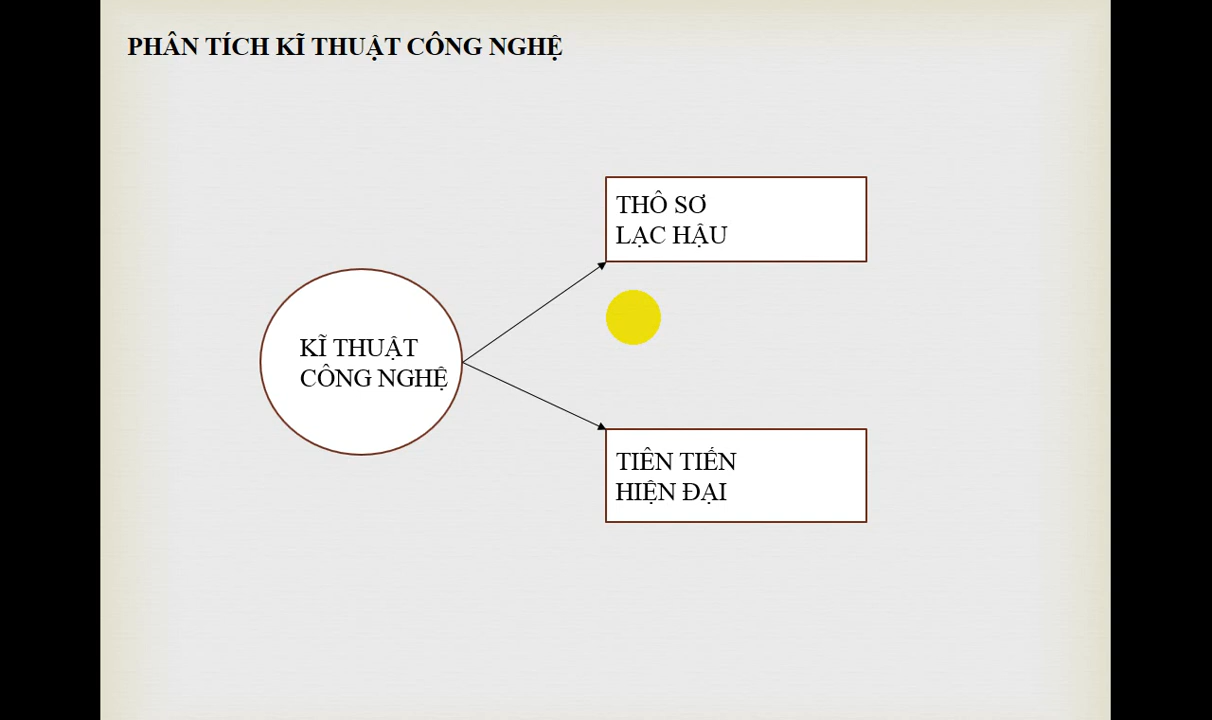 PHÂN TÍCH KĨ THUẬT CÔNG NGHỆ
THÔ SƠ
LẠC HẬU
KĨ THUẬT
CÔNG NGHỆ
TIÊN TIẾN
HIỆN ĐẠI